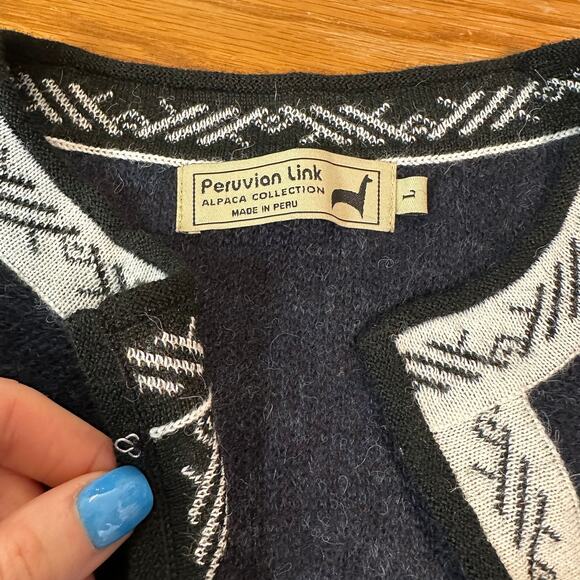 Peruvian Link
ALPACA COLLECTION
MADE IN PERU
L